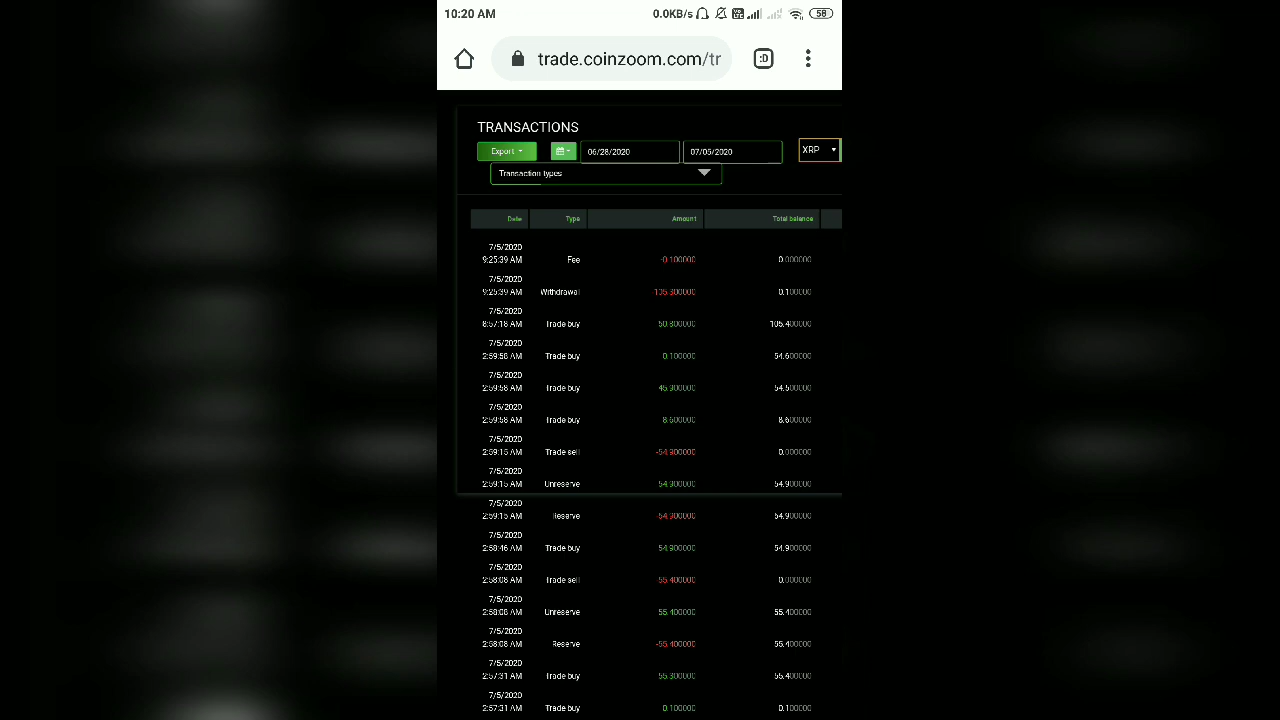 10:20 AM 0.0KB/s 58
trade.coinzoom.com/tr :D
TRANSACTIONS
Export 06/28/2020 07/05/2020 XRP
Transaction types
Date Type Amount Total balance
7/5/2020
9:25:39 AM Fee -0.100000 0.000000
7/5/2020
9:25:39 AM Withdrawal -105.300000 0.100000
7/5/2020
8:57:18 AM Trade buy 50.800000 105.400000
7/5/2020
2:59:58 AM Trade buy 0.100000 54.600000
7/5/2020
2:59:58 AM Trade buy 45.900000 54.500000
7/5/2020
2:59:58 AM Trade buy 8.600000 8.600000
7/5/2020
2:59:15 AM Trade sell -54.900000 0.000000
7/5/2020
2:59:15 AM Unreserve 54.900000 54.900000
7/5/2020
2:59:15 AM Reserve -54.900000 54.900000
7/5/2020
2:58:46 AM Trade buy 54.900000 54.900000
7/5/2020
2:58:08 AM Trade sell -55.400000 0.000000
7/5/2020
2:58:08 AM Unreserve 55.400000 55.400000
7/5/2020
2:58:08 AM Reserve -55.400000 55.400000
7/5/2020
2:57:31 AM Trade buy 55.300000 55.400000
7/5/2020
2:57:31 AM Trade buy 0.100000 0.100000